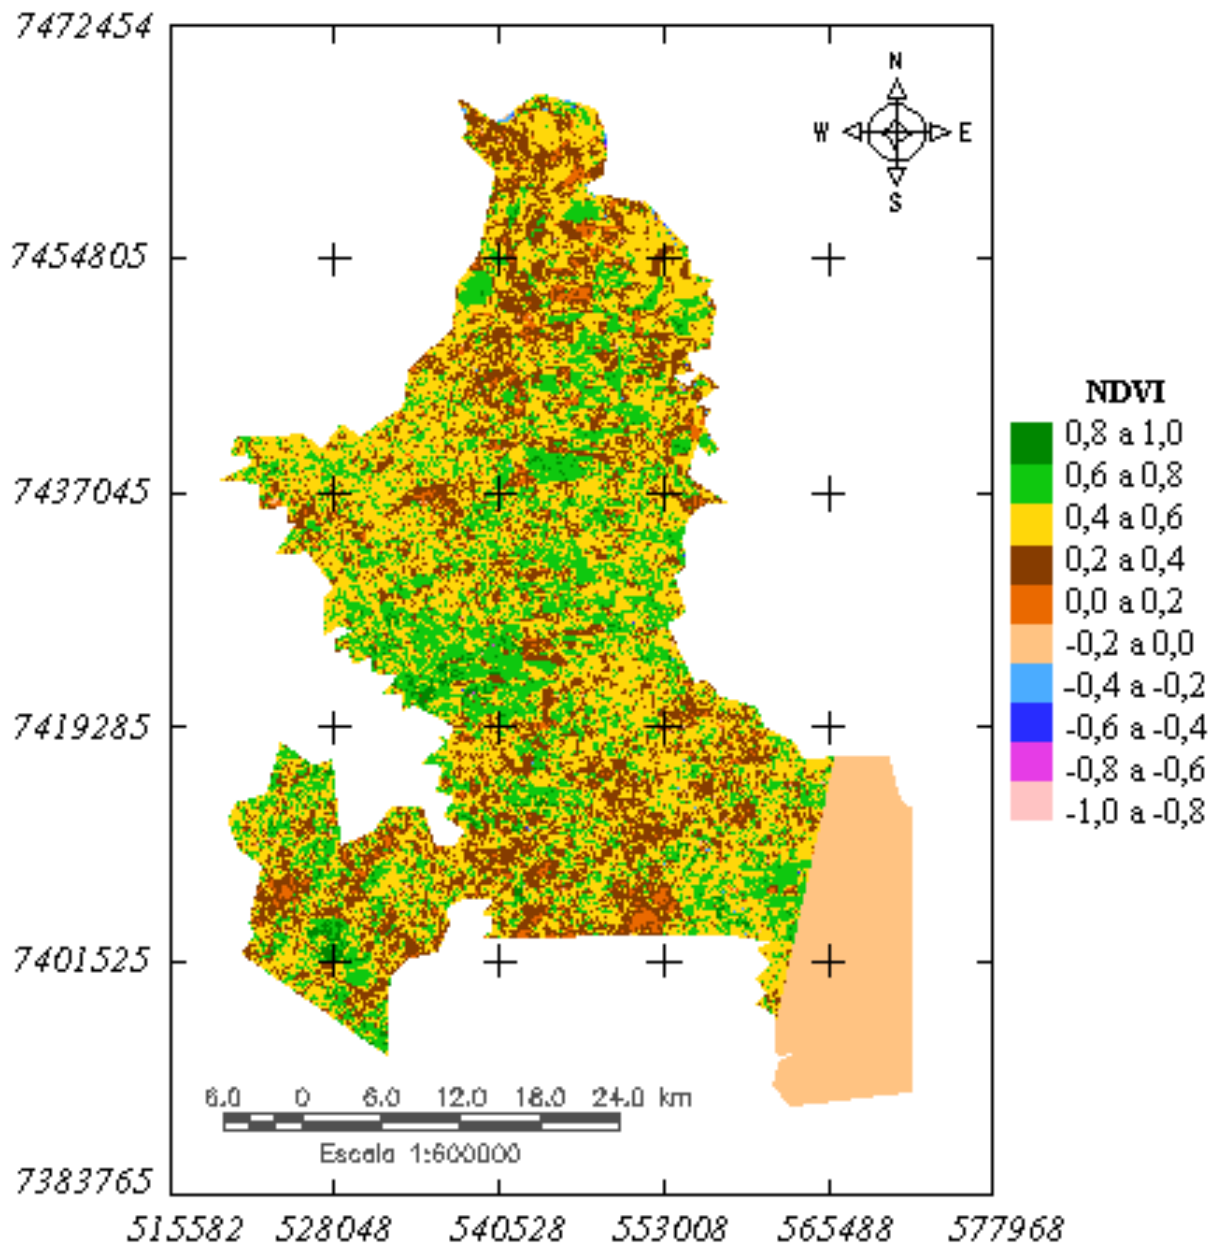 7472454
N
W E
S
7454805
NDVI
0,8 a 1,0
0,6 a 0,8
0,4 a 0,6
7437045
0,2 a 0,4
0,0 a 0,2
-0,2 a 0,0
-0,4 a -0,2
-0,6 a -0,4
-0,8 a -0,6
-1,0 a -0,8
7419285
7401525
6.0 0 6.0 12.0 18.0 24.0 km
Escala 1:600000
7383765
515582 528048 540528 553008 565488 577968